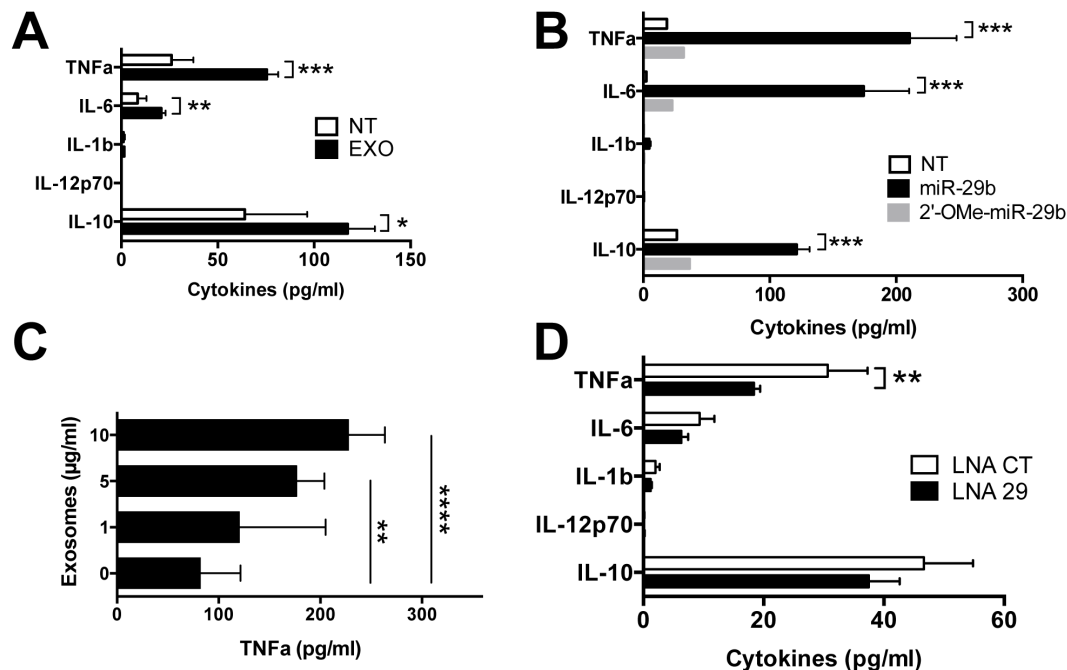 A
TNFa
***
IL-6
**
IL-1b
IL-12p70
IL-10
*
NT
EXO
0 50 100 150
Cytokines (pg/ml)
B
TNFa
***
IL-6
***
IL-1b
IL-12p70
IL-10
***
NT
miR-29b
2'-OMe-miR-29b
0 100 200 300
Cytokines (pg/ml)
C
Exosomes (µg/ml)
10
5
1
0
**
****
0 100 200 300
TNFa (pg/ml)
D
TNFa
**
IL-6
IL-1b
IL-12p70
IL-10
LNA CT
LNA 29
0 20 40 60
Cytokines (pg/ml)